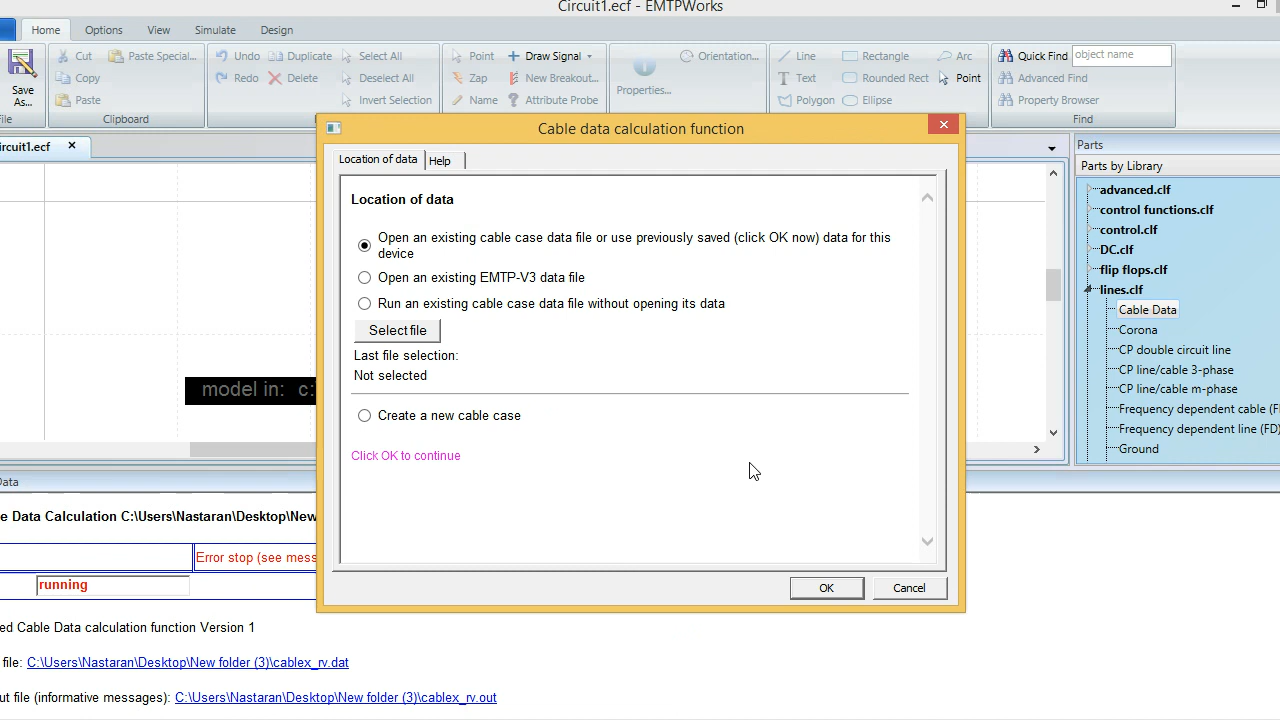 Circuit1.ecf - EMTPWorks
Home Options View Simulate Design
Cut Paste Special... Undo Duplicate Select All Point Draw Signal Orientation... Line Rectangle Arc Quick Find object name
Save As...
Copy Redo Delete Deselect All Zap New Breakout... Text Rounded Rect Point Advanced Find
Properties...
Paste Invert Selection Name Attribute Probe Polygon Ellipse Property Browser
File Clipboard Find
ircuit1.ecf
Cable data calculation function
Location of data Help
Location of data
Open an existing cable case data file or use previously saved (click OK now) data for this
device
Open an existing EMTP-V3 data file
Run an existing cable case data file without opening its data
Select file
Last file selection:
Not selected
Create a new cable case
Click OK to continue
OK Cancel
Parts
Parts by Library
advanced.clf
control functions.clf
control.clf
DC.clf
flip flops.clf
lines.clf
Cable Data
Corona
CP double circuit line
CP line/cable 3-phase
CP line/cable m-phase
Frequency dependent cable (F
Frequency dependent line (FD)
Ground
model in: c:
Data
e Data Calculation C:\Users\Nastaran\Desktop\New
Error stop (see mess
running
ed Cable Data calculation function Version 1
file: C:\Users\Nastaran\Desktop\New folder (3)\cablex_rv.dat
ut file (informative messages): C:\Users\Nastaran\Desktop\New folder (3)\cablex_rv.out